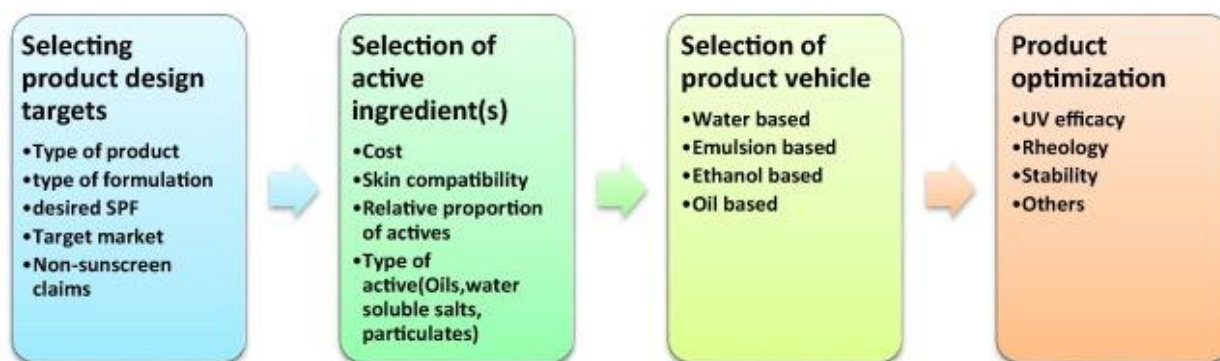 Selecting
product design
targets
•Type of product
•type of formulation
•desired SPF
•Target market
•Non-sunscreen
claims
Selection of
active
ingredient(s)
•Cost
•Skin compatibility
•Relative proportion
of actives
•Type of
active(Oils,water
soluble salts,
particulates)
Selection of
product vehicle
•Water based
•Emulsion based
•Ethanol based
•Oil based
Product
optimization
•UV efficacy
•Rheology
•Stability
•Others